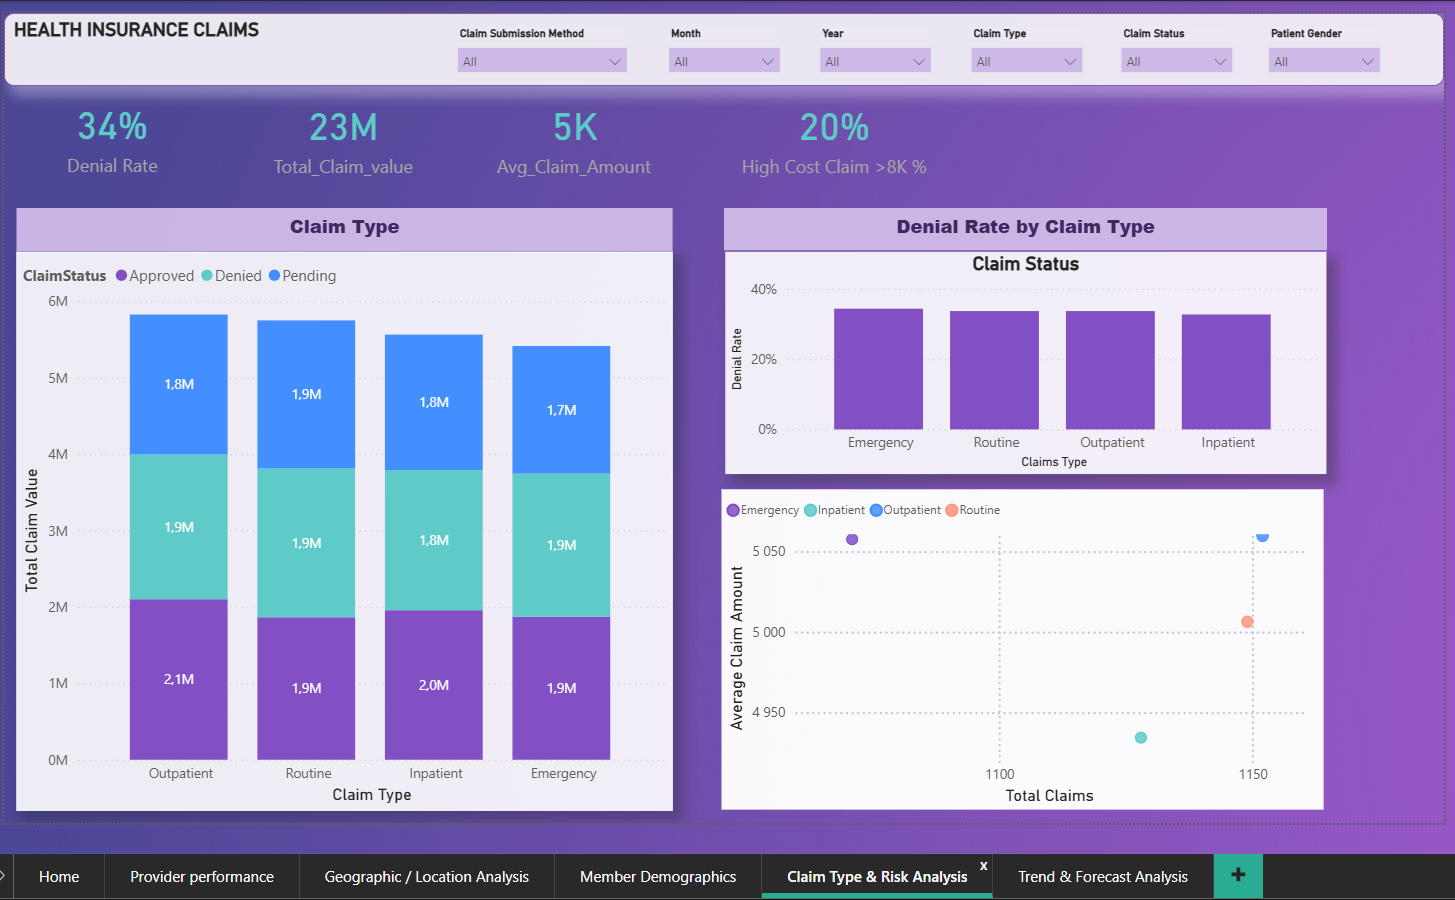 HEALTH INSURANCE CLAIMS
Claim Submission Method
All
Month
All
Year
All
Claim Type
All
Claim Status
All
Patient Gender
All
34%
Denial Rate
23M
Total_Claim_value
5K
Avg_Claim_Amount
20%
High Cost Claim >8K %
Claim Type
ClaimStatus Approved Denied Pending
Total Claim Value
6M
5M
4M
3M
2M
1M
0M
1,8M
1,9M
2,1M
1,9M
1,9M
1,9M
1,8M
1,8M
2,0M
1,7M
1,9M
1,9M
Outpatient Routine Inpatient Emergency
Claim Type
Denial Rate by Claim Type
Claim Status
Denial Rate
40%
20%
0%
Emergency Routine Outpatient Inpatient
Claims Type
Emergency Inpatient Outpatient Routine
Average Claim Amount
5 050
5 000
4 950
1100 1150
Total Claims
Home
Provider performance
Geographic / Location Analysis
Member Demographics
Claim Type & Risk Analysis
x
Trend & Forecast Analysis
+